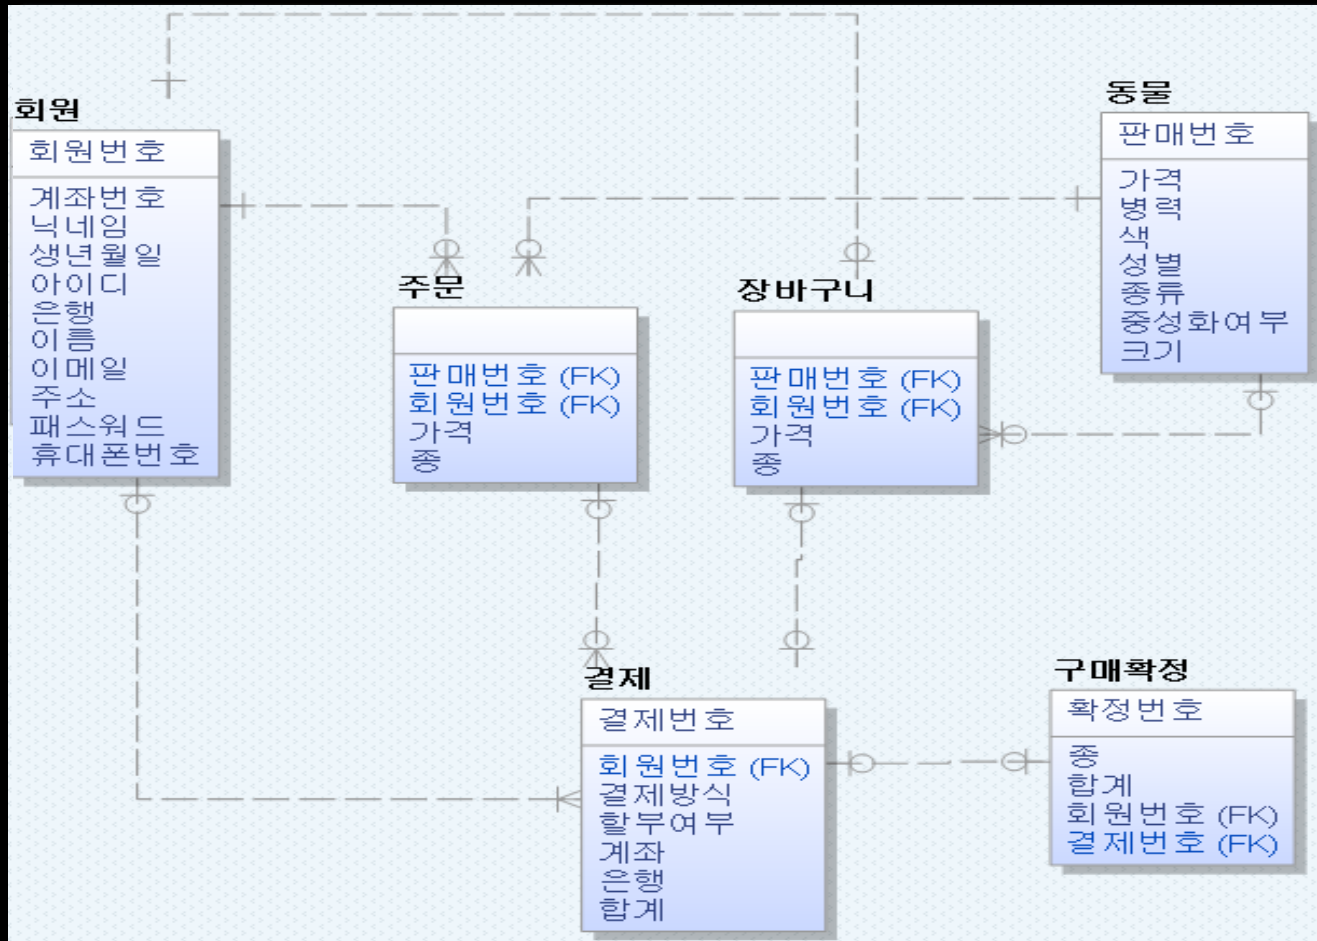 회원
회원번호
계좌번호
닉네임
생년월일
아이디
은행
이름
이메일
주소
패스워드
휴대폰번호
동물
판매번호
가격
병력
색
성별
종류
중성화여부
크기
주문
판매번호 (FK)
회원번호 (FK)
가격
종
장바구니
판매번호 (FK)
회원번호 (FK)
가격
종
결제
결제번호
회원번호 (FK)
결제방식
할부여부
계좌
은행
합계
구매확정
확정번호
종
합계
회원번호 (FK)
결제번호 (FK)